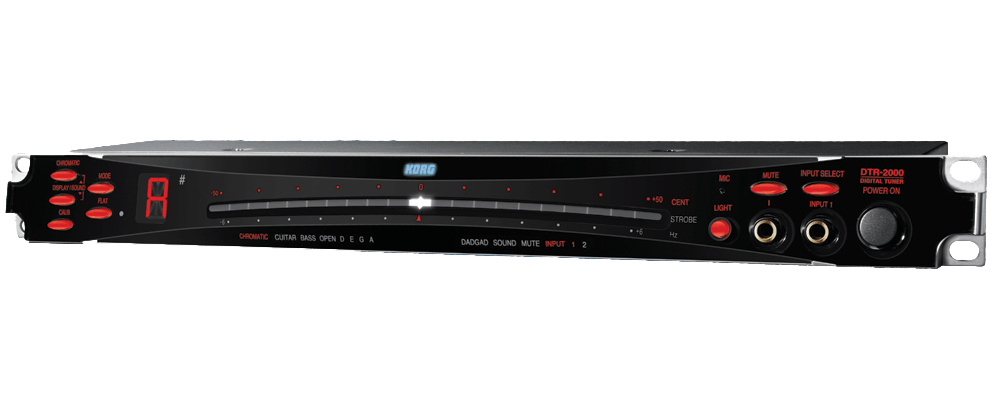 CHROMATIC
MODE
DISPLAY/SOUND
FLAT
CALIB
A
#
KORG
-50
0
+50
CENT
STROBE
Hz
CHROMATIC GUITAR BASS OPEN D E G A
DADGAD SOUND MUTE INPUT 1 2
MIC
LIGHT
MUTE
INPUT SELECT
INPUT 1
DTR-2000
DIGITAL TUNER
POWER ON